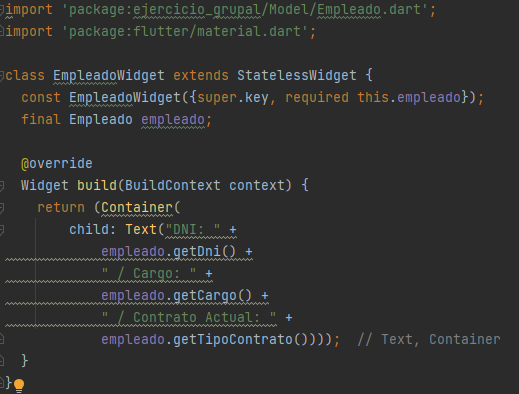 import 'package:ejercicio_grupal/Model/Empleado.dart';
import 'package:flutter/material.dart';

class EmpleadoWidget extends StatelessWidget {
  const EmpleadoWidget({super.key, required this.empleado});
  final Empleado empleado;

  @override
  Widget build(BuildContext context) {
    return (Container(
        child: Text("DNI: " +
            empleado.getDni() +
            " / Cargo: " +
            empleado.getCargo() +
            " / Contrato Actual: " +
            empleado.getTipoContrato()))); // Text, Container
  }
}